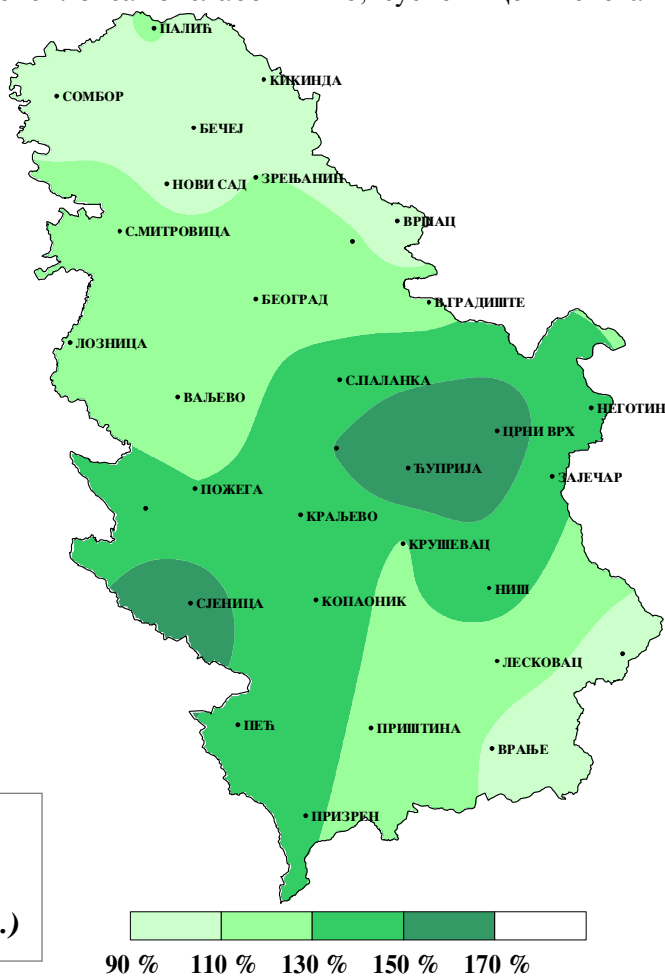 ПАЛИЋ
КИКИНДА
СОМБОР
БЕЧЕЈ
ЗРЕЊАНИН
НОВИ САД
ВРШАЦ
С.МИТРОВИЦА
БЕОГРАД
В.ГРАДИШТЕ
ЛОЗНИЦА
С.ПАЛАНКА
ВАЉЕВО
НЕГОТИН
ЦРНИ ВРХ
ЋУПРИЈА
ЗАЈЕЧАР
ПОЖЕГА
КРАЉЕВО
КРУШЕВАЦ
НИШ
СЈЕНИЦА
КОПАОНИК
ЛЕСКОВАЦ
ПЕЋ
ПРИШТИНА
ВРАЊЕ
ПРИЗРЕН
.)
90 % 110 % 130 % 150 % 170 %